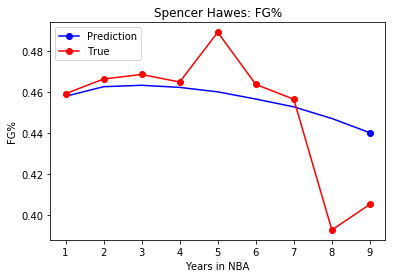 Spencer Hawes: FG%
Prediction
True
FG%
0.48
0.46
0.44
0.42
0.40
1 2 3 4 5 6 7 8 9
Years in NBA